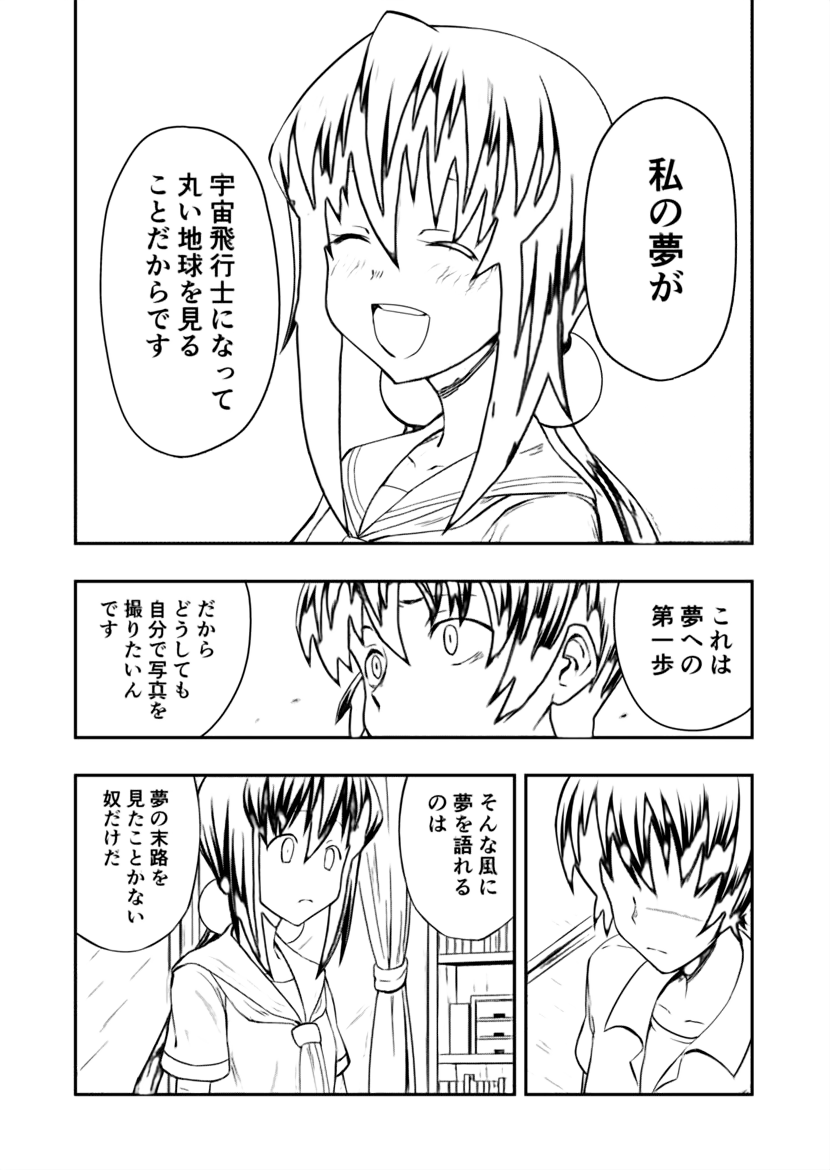 私の夢が
宇宙飛行士になって
丸い地球を見る
ことだからです
これは
夢への
第一歩
だから
どうしても
自分で写真を
撮りたいん
です
そんな風に
夢を語れる
のは
夢の末路を
見たことかない
奴だけだ